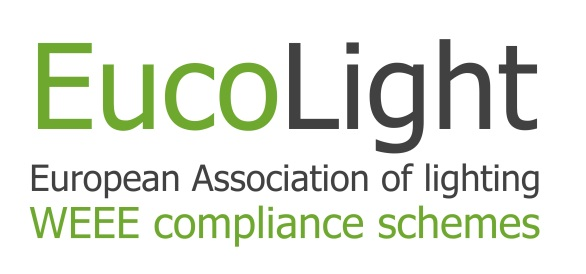 EucoLight
European Association of lighting
WEEE compliance schemes